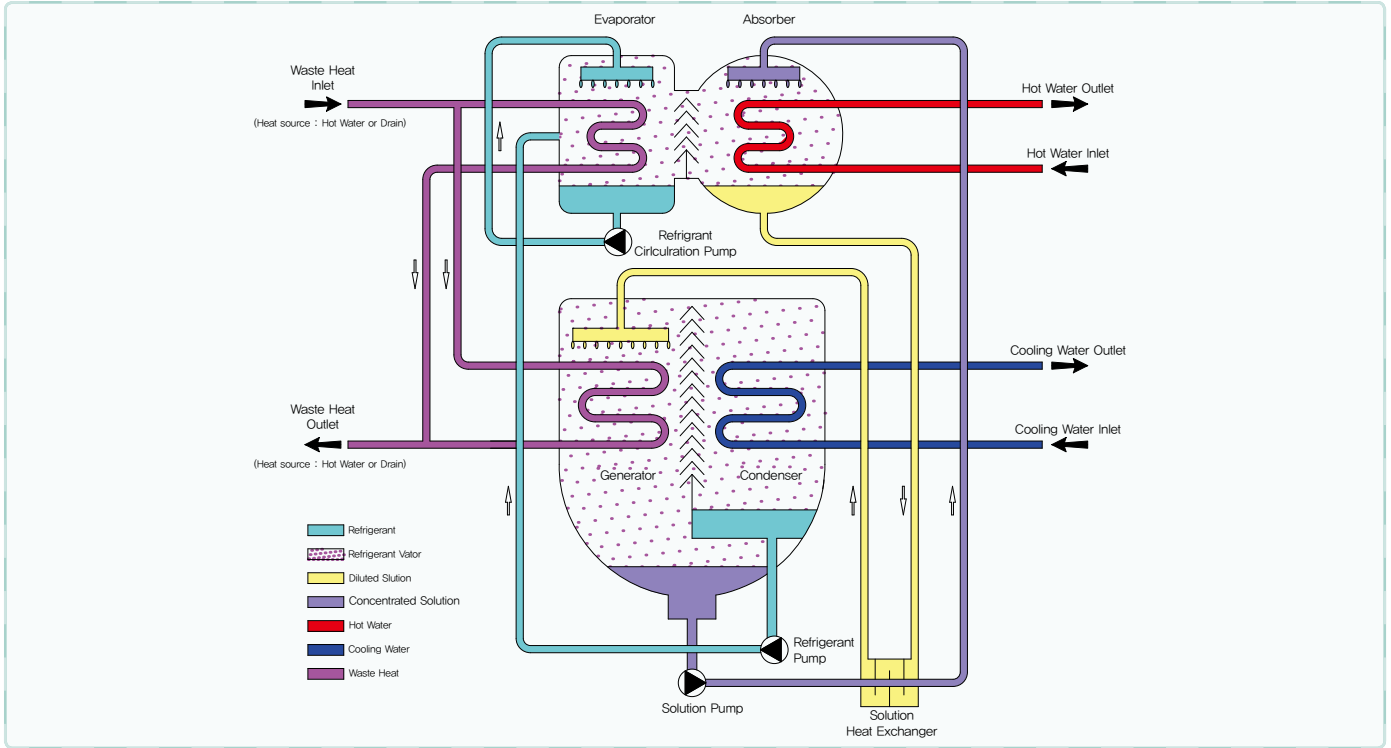 Evaporator
Absorber
Waste Heat
Inlet
(Heat source : Hot Water or Drain)
Hot Water Outlet
Hot Water Inlet
Refrigrant
Cirlculration Pump
Cooling Water Outlet
Waste Heat
Outlet
(Heat source : Hot Water or Drain)
Cooling Water Inlet
Generator
Condenser
Refrigerant
Refrigerant Vator
Diluted Slution
Concentrated Solution
Hot Water
Cooling Water
Waste Heat
Refrigerant
Pump
Solution Pump
Solution
Heat Exchanger